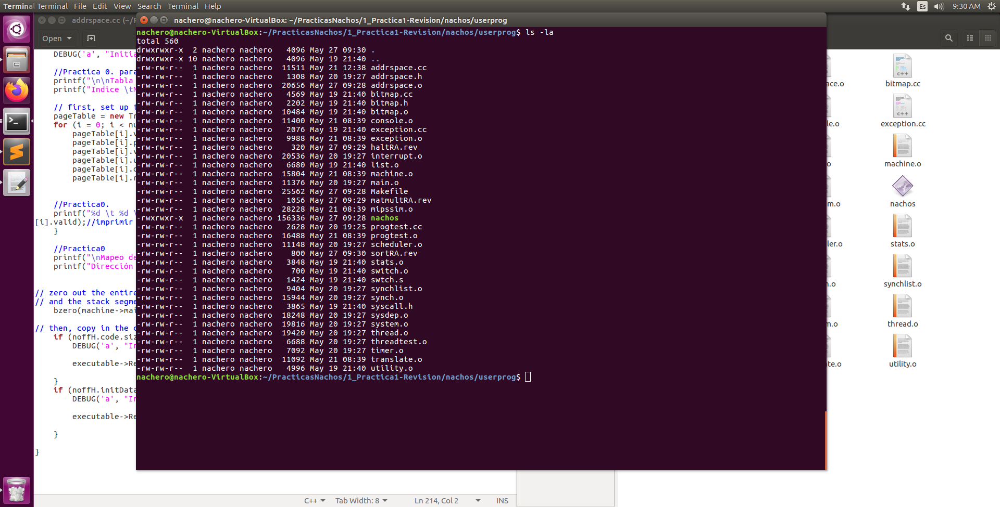 Terminal Terminal File Edit View Search Terminal Help
Es 9:30 AM
addrspace.cc (~/P
Open
DEBUG('a', "Initia
//Practica 0. para
printf("\n\nTabla
printf("Indice \tN
// first, set up t
pageTable = new Tr
for (i = 0; i < nu
pageTable[i].v
pageTable[i].p
pageTable[i].v
pageTable[i].u
pageTable[i].d
pageTable[i].r
//Practica0.
printf("%d \t %d \
[i].valid);//imprimir
}
//Practica0
printf("\nMapeo de
printf("Dirección
// zero out the entire
// and the stack segme
bzero(machine->mai
// then, copy in the c
if (noffH.code.siz
DEBUG('a', "In
executable->Re
}
if (noffH.initData
DEBUG('a', "In
executable->Re
}
}
C++ Tab Width: 8 Ln 214, Col 2 INS
nachero@nachero-VirtualBox: ~/PracticasNachos/1_Practica1-Revision/nachos/userprog
nachero@nachero-VirtualBox:~/PracticasNachos/1_Practica1-Revision/nachos/userprog$ ls -la
total 560
drwxrwxr-x 2 nachero nachero 4096 May 27 09:30 .
drwxrwxr-x 10 nachero nachero 4096 May 19 21:40 ..
-rw-rw-r-- 1 nachero nachero 11511 May 21 12:38 addrspace.cc
-rw-rw-r-- 1 nachero nachero 1308 May 20 19:27 addrspace.h
-rw-rw-r-- 1 nachero nachero 20656 May 27 09:28 addrspace.o
-rw-rw-r-- 1 nachero nachero 4569 May 19 21:40 bitmap.cc
-rw-rw-r-- 1 nachero nachero 2202 May 19 21:40 bitmap.h
-rw-rw-r-- 1 nachero nachero 10484 May 19 21:40 bitmap.o
-rw-rw-r-- 1 nachero nachero 11400 May 21 08:39 console.o
-rw-rw-r-- 1 nachero nachero 2076 May 19 21:40 exception.cc
-rw-rw-r-- 1 nachero nachero 9988 May 21 08:39 exception.o
-rw-rw-r-- 1 nachero nachero 320 May 27 09:29 haltRA.rev
-rw-rw-r-- 1 nachero nachero 20536 May 20 19:27 interrupt.o
-rw-rw-r-- 1 nachero nachero 6680 May 19 21:40 list.o
-rw-rw-r-- 1 nachero nachero 15804 May 21 08:39 machine.o
-rw-rw-r-- 1 nachero nachero 11376 May 20 19:27 main.o
-rw-rw-r-- 1 nachero nachero 25562 May 27 09:28 Makefile
-rw-rw-r-- 1 nachero nachero 1056 May 27 09:29 matmultRA.rev
-rw-rw-r-- 1 nachero nachero 28228 May 21 08:39 mipssim.o
-rwxrwxr-x 1 nachero nachero 156336 May 27 09:28 nachos
-rw-rw-r-- 1 nachero nachero 2628 May 20 19:25 progtest.cc
-rw-rw-r-- 1 nachero nachero 16488 May 21 08:39 progtest.o
-rw-rw-r-- 1 nachero nachero 11148 May 20 19:27 scheduler.o
-rw-rw-r-- 1 nachero nachero 800 May 27 09:30 sortRA.rev
-rw-rw-r-- 1 nachero nachero 3848 May 19 21:40 stats.o
-rw-rw-r-- 1 nachero nachero 700 May 19 21:40 switch.o
-rw-rw-r-- 1 nachero nachero 1424 May 19 21:40 swtch.s
-rw-rw-r-- 1 nachero nachero 9404 May 20 19:27 synchlist.o
-rw-rw-r-- 1 nachero nachero 15944 May 20 19:27 synch.o
-rw-rw-r-- 1 nachero nachero 3865 May 19 21:40 syscall.h
-rw-rw-r-- 1 nachero nachero 18248 May 20 19:27 sysdep.o
-rw-rw-r-- 1 nachero nachero 19816 May 20 19:27 system.o
-rw-rw-r-- 1 nachero nachero 19420 May 20 19:27 thread.o
-rw-rw-r-- 1 nachero nachero 6688 May 20 19:27 threadtest.o
-rw-rw-r-- 1 nachero nachero 7092 May 20 19:27 timer.o
-rw-rw-r-- 1 nachero nachero 11092 May 21 08:39 translate.o
-rw-rw-r-- 1 nachero nachero 4996 May 19 21:40 utility.o
nachero@nachero-VirtualBox:~/PracticasNachos/1_Practica1-Revision/nachos/userprog$
ace.o bitmap.cc
le.o exception.cc
o machine.o
m.o nachos
ler.o stats.o
n.o synchlist.o
m.o thread.o
te.o utility.o